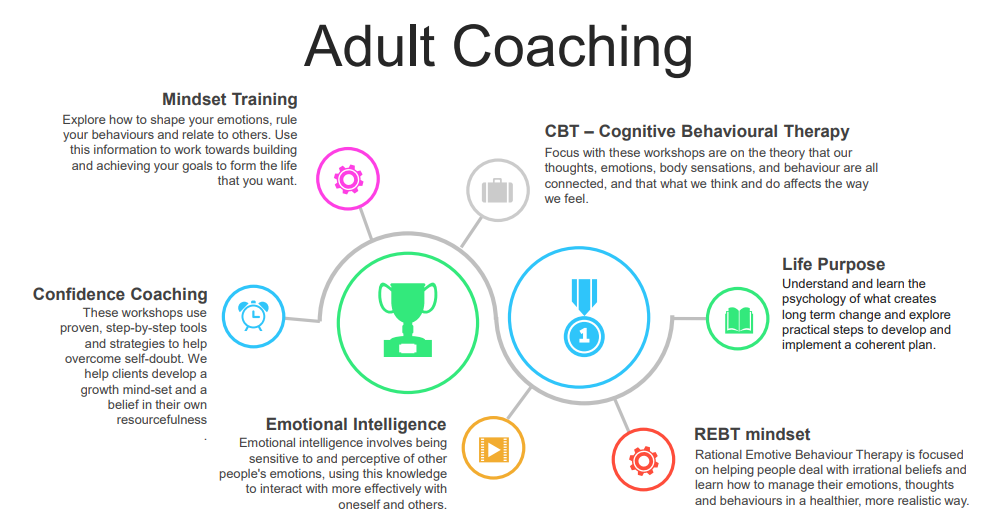 Adult Coaching
Mindset Training
Explore how to shape your emotions, rule
your behaviours and relate to others. Use
this information to work towards building
and achieving your goals to form the life
that you want.
CBT – Cognitive Behavioural Therapy
Focus with these workshops are on the theory that our
thoughts, emotions, body sensations, and behaviour are all
connected, and that what we think and do affects the way
we feel.
Confidence Coaching
These workshops use
proven, step-by-step tools
and strategies to help
overcome self-doubt. We
help clients develop a
growth mind-set and a
belief in their own
resourcefulness
.
1
Life Purpose
Understand and learn the
psychology of what creates
long term change and explore
practical steps to develop and
implement a coherent plan.
Emotional Intelligence
Emotional intelligence involves being
sensitive to and perceptive of other
people's emotions, using this knowledge
to interact with more effectively with
oneself and others.
REBT mindset
Rational Emotive Behaviour Therapy is focused
on helping people deal with irrational beliefs and
learn how to manage their emotions, thoughts
and behaviours in a healthier, more realistic way.